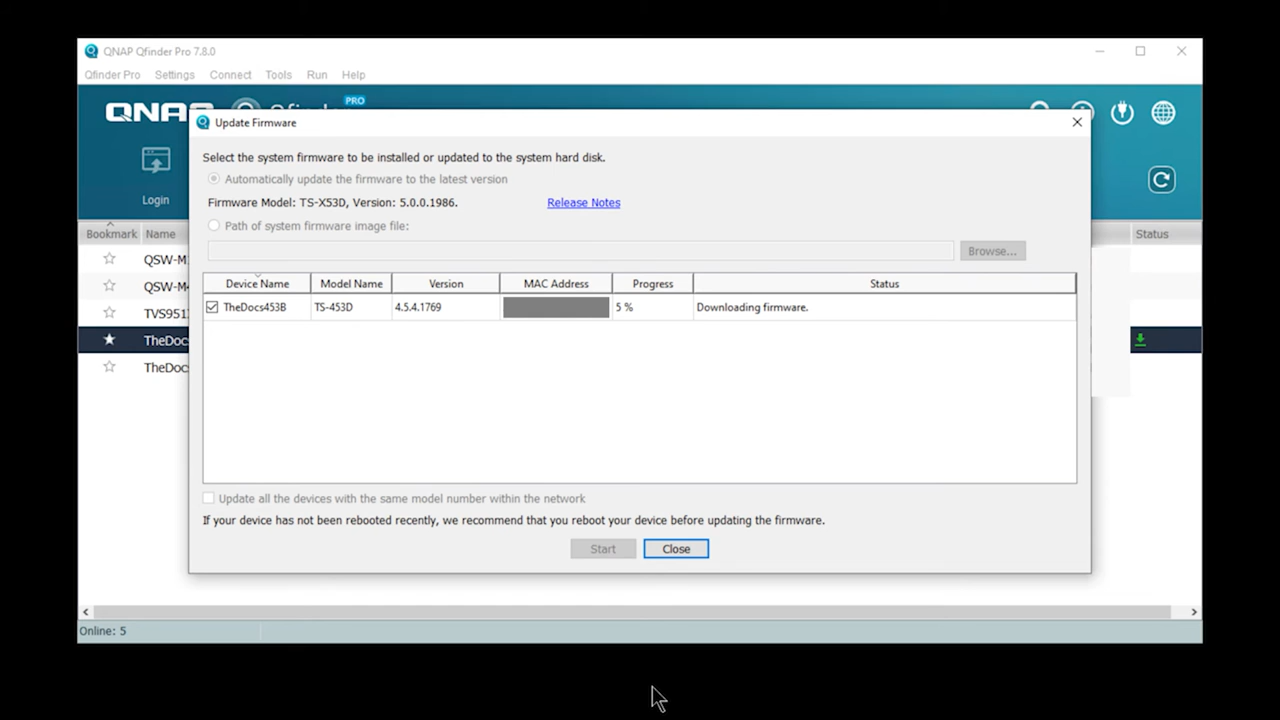 QNAP Qfinder Pro 7.8.0
Qfinder Pro Settings Connect Tools Run Help
QNAP PRO
Update Firmware
Select the system firmware to be installed or updated to the system hard disk.
Automatically update the firmware to the latest version
Firmware Model: TS-X53D, Version: 5.0.0.1986. Release Notes
Path of system firmware image file:
Browse...
Login
Bookmark Name Status
QSW-M
QSW-M
TVS951
TheDocs
TheDocs
Device Name Model Name Version MAC Address Progress Status
TheDocs453B TS-453D 4.5.4.1769 5 % Downloading firmware.
Update all the devices with the same model number within the network
If your device has not been rebooted recently, we recommend that you reboot your device before updating the firmware.
Start Close
Online: 5